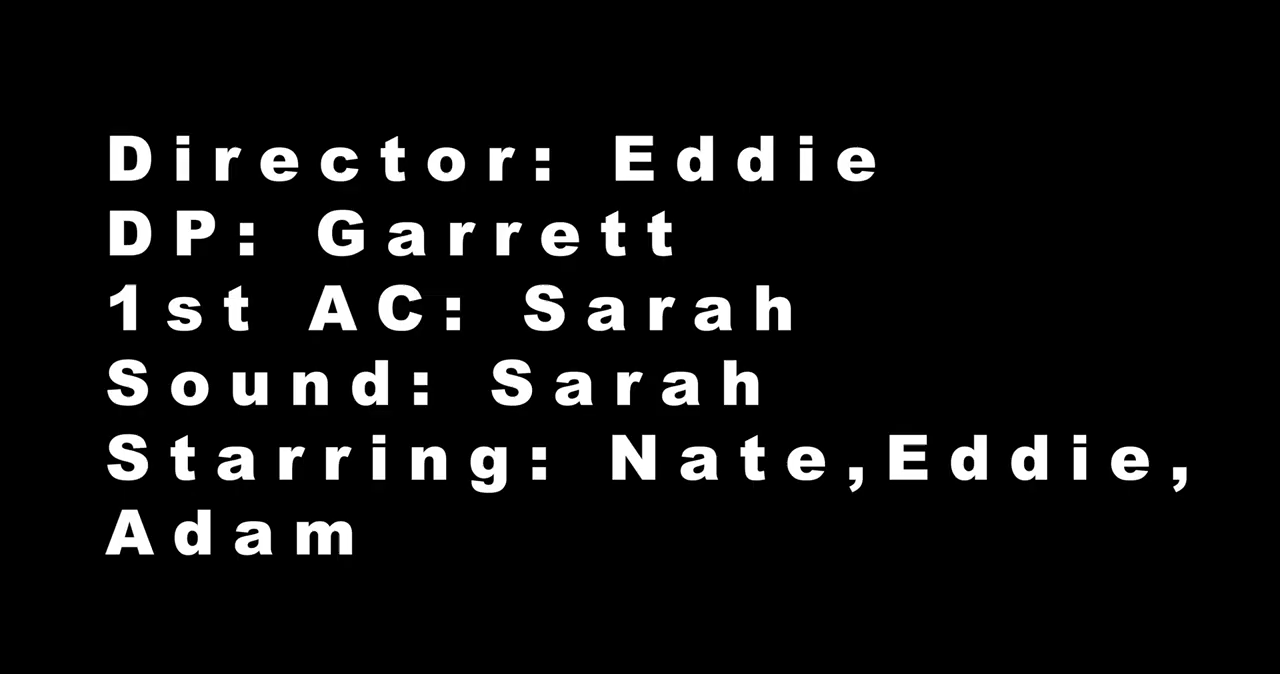 Director: Eddie
DP: Garrett
1st AC: Sarah
Sound: Sarah
Starring: Nate,Eddie,
Adam